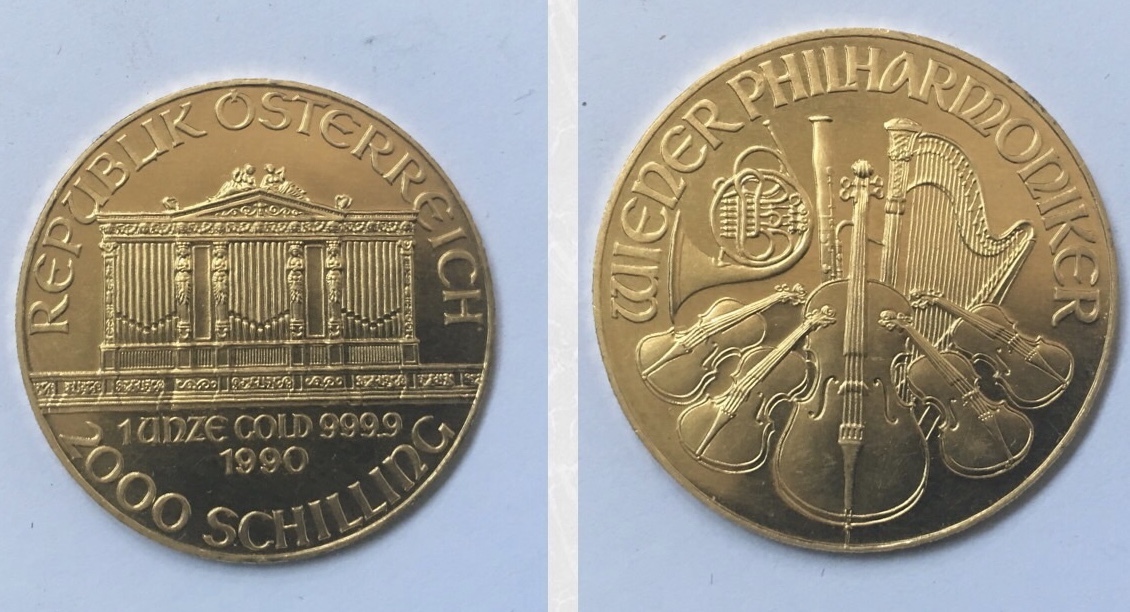 REPUBLIK ÖSTERREICH
1 UNZE GOLD 999.9
1990
2000 SCHILLING
WIENER PHILHARMONIKER